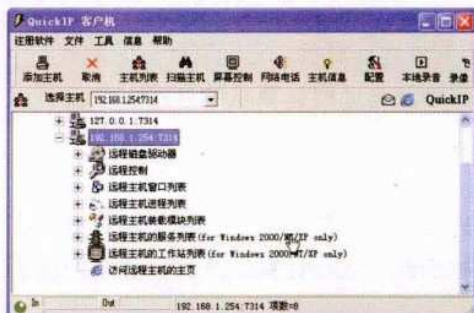 QuickIP 客户机
注册软件 文件 工具 信息 帮助
添加主机 取消 主机列表 扫描主机 屏幕控制 网络电话 主机信息 配置 本地录音 录
选择主机 192.168.1.254:7314 QuickIP
127.0.0.1:7314
192.168.1.254:7314
远程磁盘驱动器
远程控制
远程主机窗口列表
远程主机进程列表
远程主机装载模块列表
远程主机的服务列表(for Windows 2000/NT/XP only)
远程主机的工作站列表(for Windows 2000/NT/XP only)
访问远程主机的主页
In Out 192.168.1.254:7314 项数=8